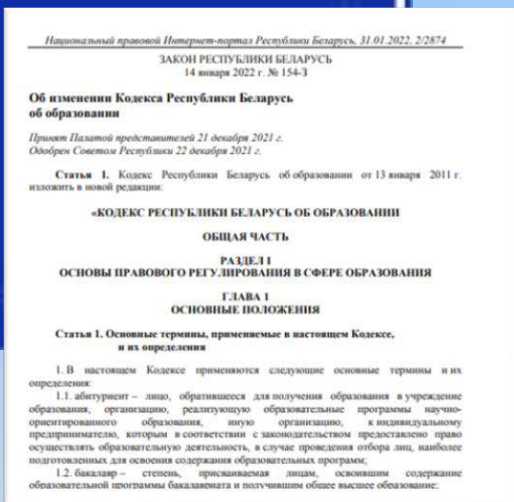 Национальный правовой Интернет-портал Республики Беларусь, 31.01.2022, 2/2874
ЗАКОН РЕСПУБЛИКИ БЕЛАРУСЬ
14 января 2022 г. № 154-З
Об изменении Кодекса Республики Беларусь
об образовании
Принят Палатой представителей 21 декабря 2021 г.
Одобрен Советом Республики 22 декабря 2021 г.
Статья 1. Кодекс Республики Беларусь об образовании от 13 января 2011 г.
изложить в новой редакции:
«КОДЕКС РЕСПУБЛИКИ БЕЛАРУСЬ ОБ ОБРАЗОВАНИИ
ОБЩАЯ ЧАСТЬ
РАЗДЕЛ I
ОСНОВЫ ПРАВОВОГО РЕГУЛИРОВАНИЯ В СФЕРЕ ОБРАЗОВАНИЯ
ГЛАВА 1
ОСНОВНЫЕ ПОЛОЖЕНИЯ
Статья 1. Основные термины, применяемые в настоящем Кодексе,
и их определения
1. В настоящем Кодексе применяются следующие основные термины и их
определения:
1.1. абитуриент – лицо, обратившееся для получения образования в учреждение
образования, организацию, реализующую образовательные программы научно-
ориентированного образования, иную организацию, к индивидуальному
предпринимателю, которым в соответствии с законодательством предоставлено право
осуществлять образовательную деятельность, в случае проведения отбора лиц, наиболее
подготовленных для освоения содержания образовательных программ;
1.2. бакалавр – степень, присваиваемая лицам, освоившим содержание
образовательной программы бакалавриата и получившим общее высшее образование;